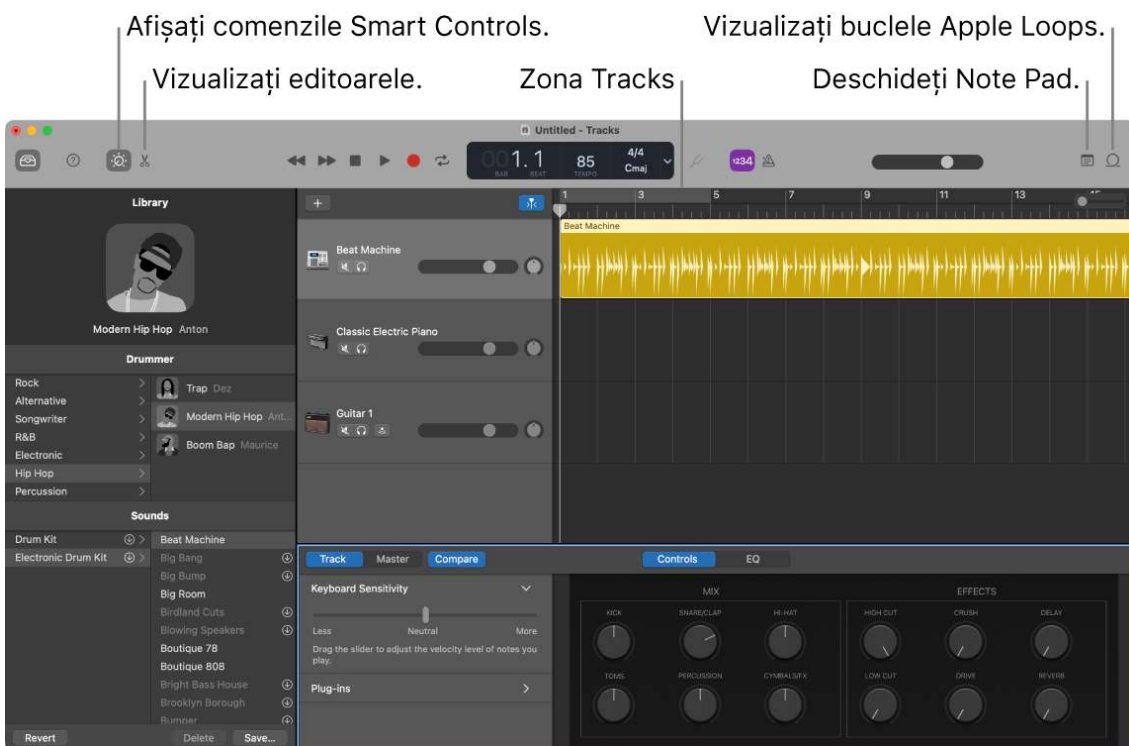 Afișați comenzile Smart Controls.
Vizualizați buclele Apple Loops.
Vizualizați editoarele.
Zona Tracks
Deschideți Note Pad.
Untitled - Tracks
001.1
BAR BEAT
85
TEMPO
4/4
Cmaj
1234
Library
Modern Hip Hop Anton
Drummer
Rock
Alternative
Songwriter
R&B
Electronic
Hip Hop
Percussion
Trap Dez
Modern Hip Hop Ant...
Boom Bap Maurice
Sounds
Drum Kit
Electronic Drum Kit
Beat Machine
Big Bang
Big Bump
Big Room
Birdland Cuts
Blowing Speakers
Boutique 78
Boutique 808
Bright Bass House
Brooklyn Borough
Bumper
Revert Delete Save...
1 3 5 7 9 11 13
Beat Machine
Beat Machine
Classic Electric Piano
Guitar 1
Track Master Compare
Controls EQ
Keyboard Sensitivity
Less Neutral More
Drag the slider to adjust the velocity level of notes you
play.
Plug-ins
MIX
KICK SNARE/CLAP HI-HAT
TOMS PERCUSSION CYMBALS/FX
EFFECTS
HIGH CUT CRUSH DELAY
LOW CUT DRIVE REVERB